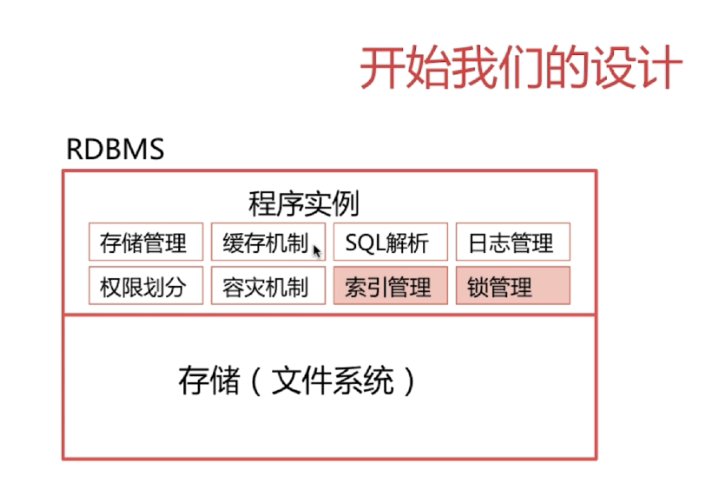 开始我们的设计
RDBMS
程序实例
存储管理 缓存机制 SQL解析 日志管理
权限划分 容灾机制 索引管理 锁管理
存储（文件系统）